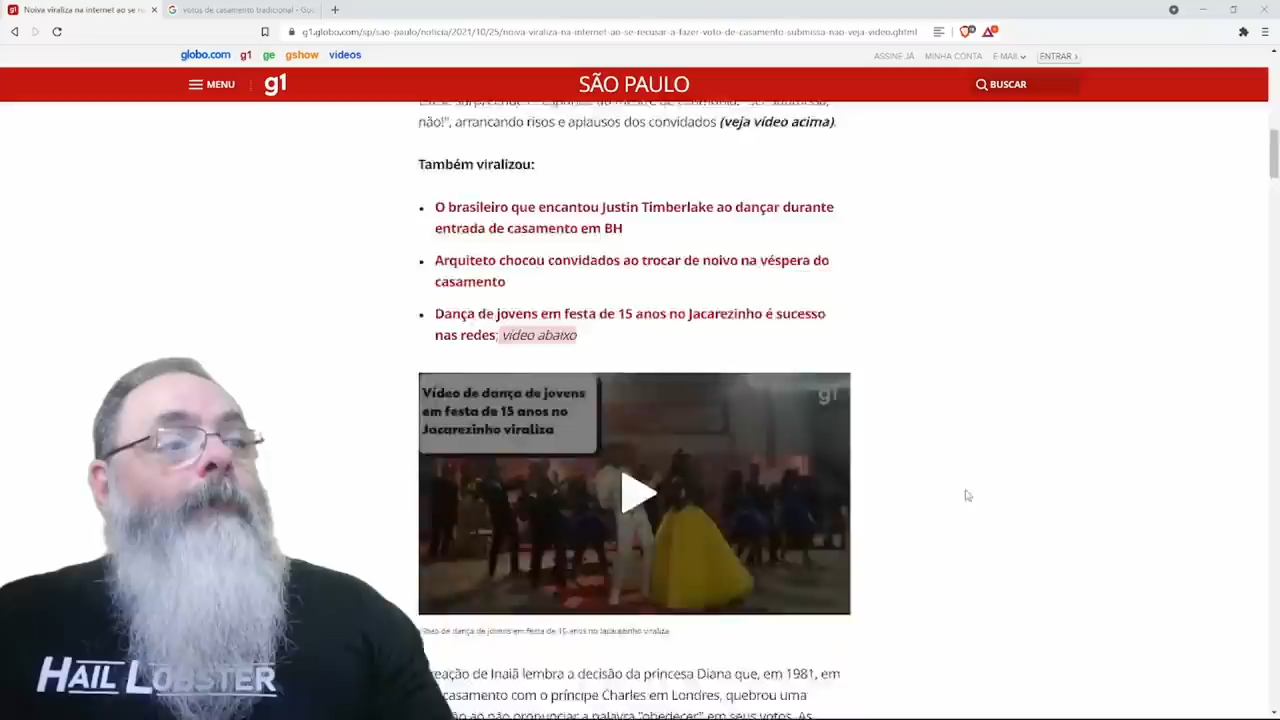 Noiva viraliza na internet ao se n
votos de casamento tradicional - Goo
g1.globo.com/sp/sao-paulo/noticia/2021/10/25/noiva-viraliza-na-internet-ao-se-recusar-a-fazer-voto-de-casamento-submissa-nao-veja-video.ghtml
globo.com g1 ge gshow videos
ASSINE JÁ MINHA CONTA E-MAIL ENTRAR
MENU g1 SÃO PAULO BUSCAR
não!", arrancando risos e aplausos dos convidados (veja vídeo acima).
Também viralizou:
O brasileiro que encantou Justin Timberlake ao dançar durante
entrada de casamento em BH
Arquiteto chocou convidados ao trocar de noivo na véspera do
casamento
Dança de jovens em festa de 15 anos no Jacarezinho é sucesso
nas redes; vídeo abaixo
Vídeo de dança de jovens
em festa de 15 anos no
Jacarezinho viraliza
g1
Vídeo de dança de jovens em festa de 15 anos no Jacarezinho viraliza
reação de Inaiã lembra a decisão da princesa Diana que, em 1981, em
casamento com o príncipe Charles em Londres, quebrou uma
ao não pronunciar a palavra "obedecer" em seus votos. As
HAIL LOBSTER